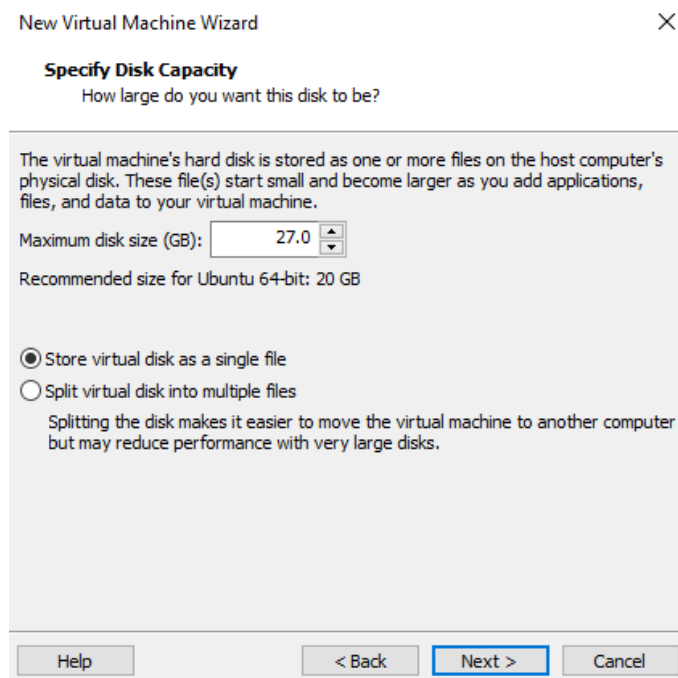 New Virtual Machine Wizard
Specify Disk Capacity
How large do you want this disk to be?
The virtual machine's hard disk is stored as one or more files on the host computer's
physical disk. These file(s) start small and become larger as you add applications,
files, and data to your virtual machine.
Maximum disk size (GB): 27.0
Recommended size for Ubuntu 64-bit: 20 GB
Store virtual disk as a single file
Split virtual disk into multiple files
Splitting the disk makes it easier to move the virtual machine to another computer
but may reduce performance with very large disks.
Help < Back Next > Cancel